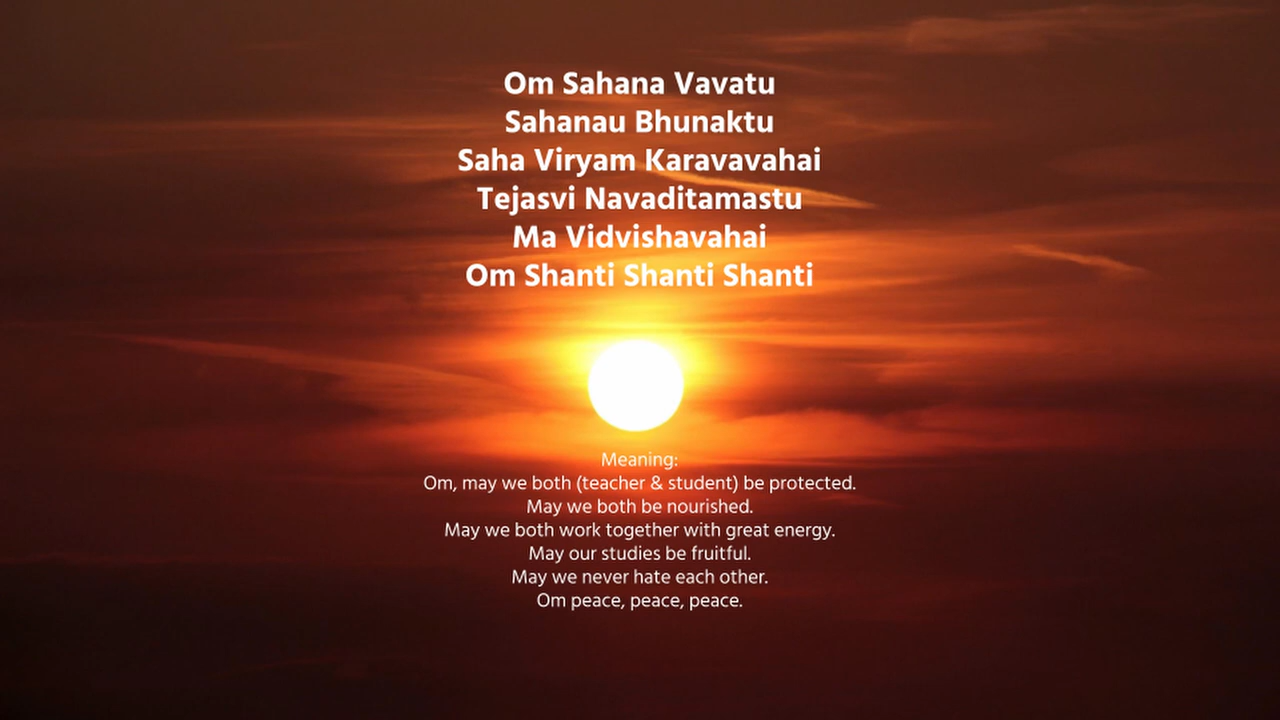 Om Sahana Vavatu
Sahanau Bhunaktu
Saha Viryam Karavavahai
Tejasvi Navaditamastu
Ma Vidvishavahai
Om Shanti Shanti Shanti
Meaning:
Om, may we both (teacher & student) be protected.
May we both be nourished.
May we both work together with great energy.
May our studies be fruitful.
May we never hate each other.
Om peace, peace, peace.